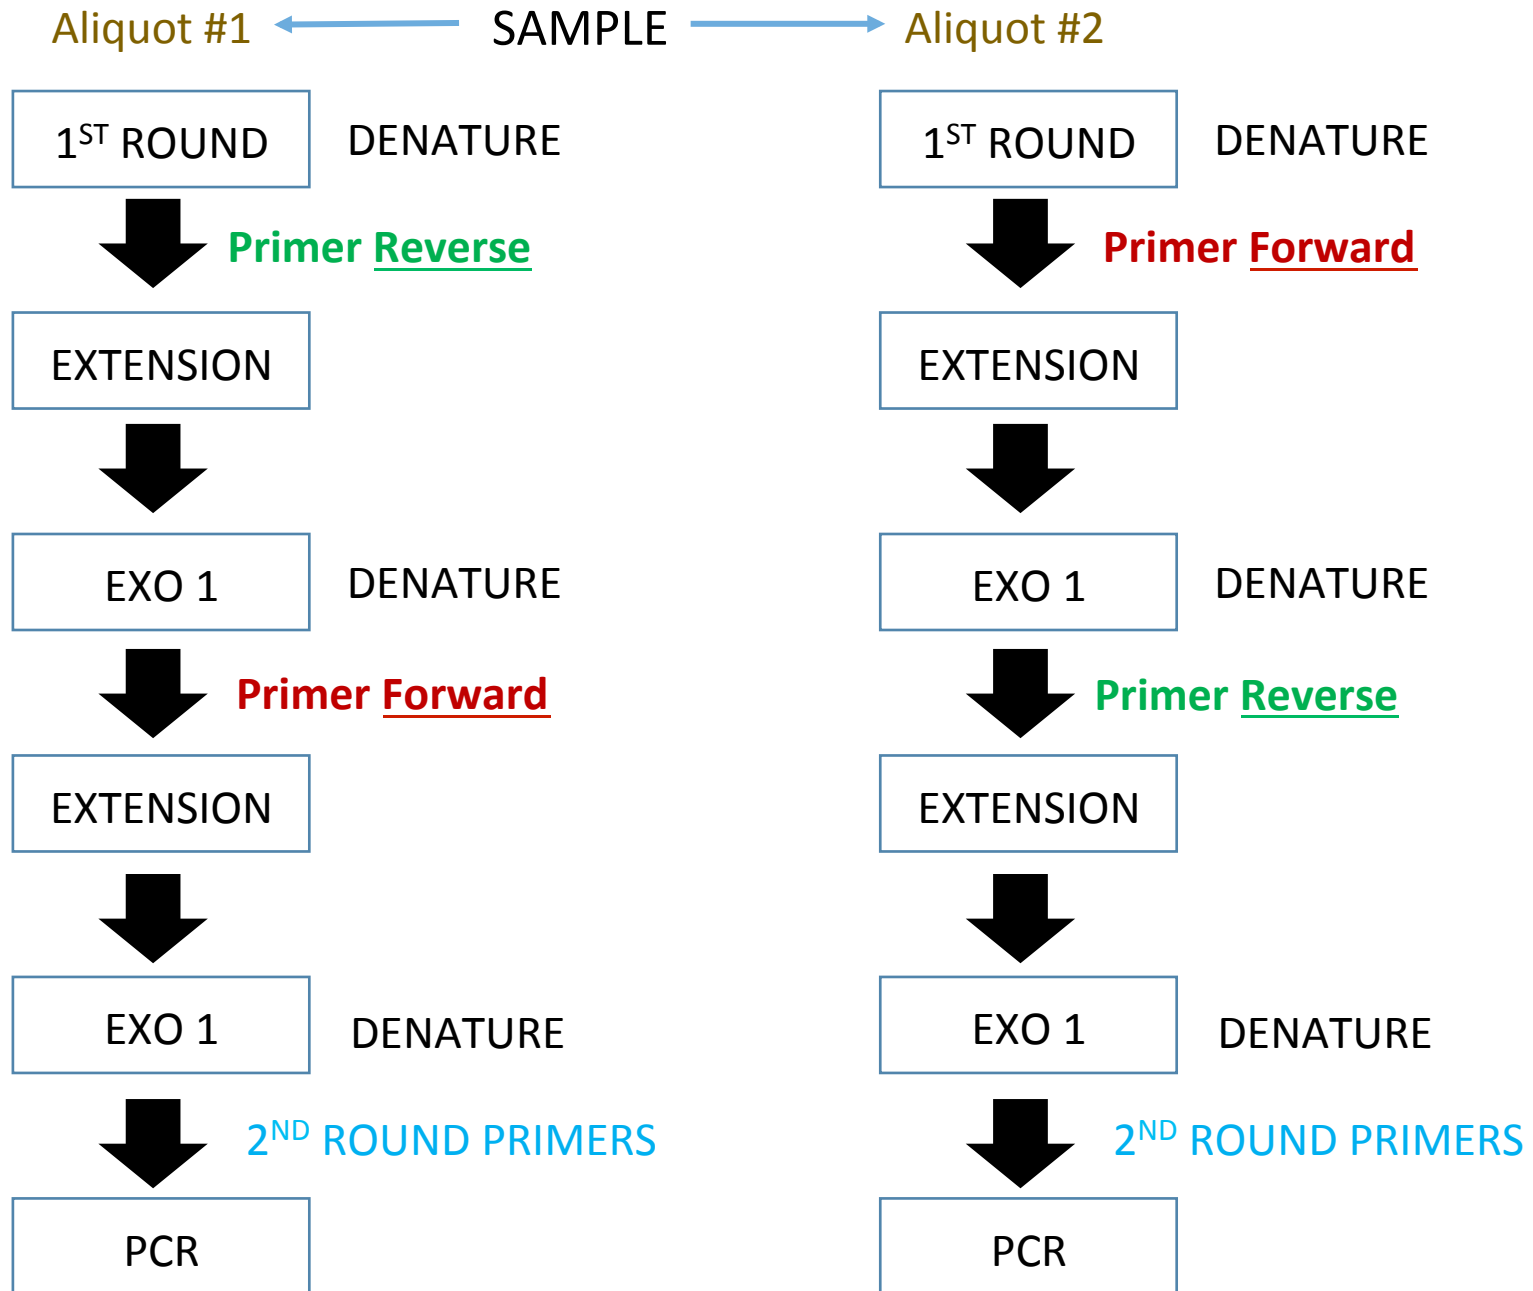 Aliquot #1 SAMPLE Aliquot #2
1ST ROUND DENATURE 1ST ROUND DENATURE
Primer Reverse Primer Forward
EXTENSION EXTENSION
EXO 1 DENATURE EXO 1 DENATURE
Primer Forward Primer Reverse
EXTENSION EXTENSION
EXO 1 DENATURE EXO 1 DENATURE
2ND ROUND PRIMERS 2ND ROUND PRIMERS
PCR PCR